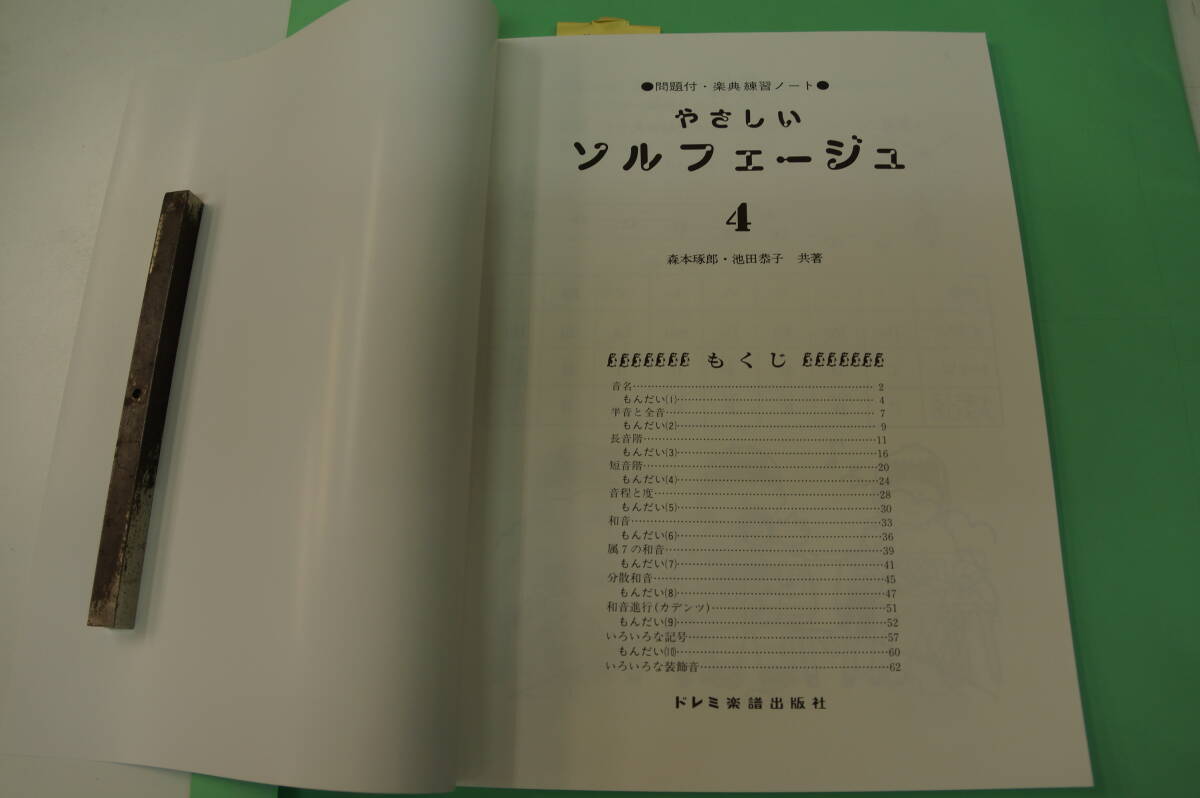 ●問題付・楽典練習ノート●
やさしい
ソルフェージュ
4
森本琢郎・池田恭子 共著
もくじ
音名……2
もんだい(1)……4
半音と全音……7
もんだい(2)……9
長音階……11
もんだい(3)……16
短音階……20
もんだい(4)……24
音程と度……28
もんだい(5)……30
和音……33
もんだい(6)……36
属7の和音……39
もんだい(7)……41
分散和音……45
もんだい(8)……47
和音進行(カデンツ)……51
もんだい(9)……52
いろいろな記号……57
もんだい(10)……60
いろいろな装飾音……62
ドレミ楽譜出版社